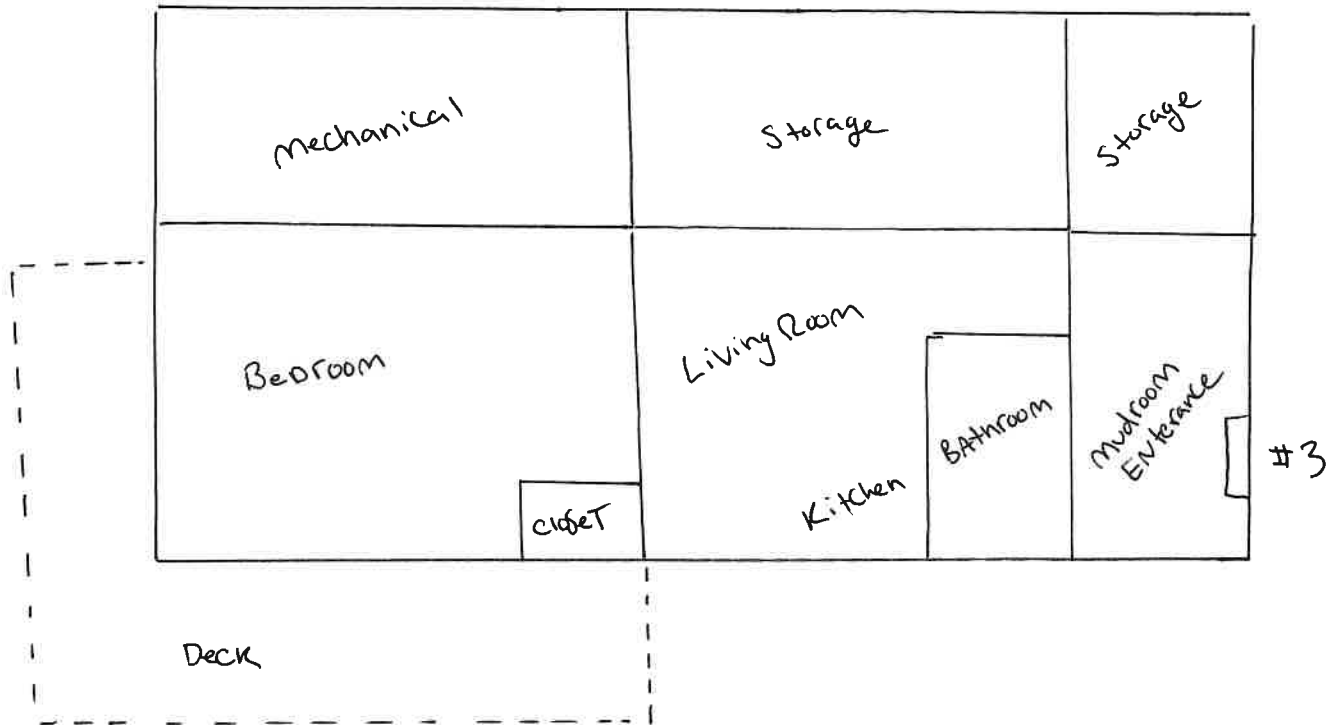 Mechanical
Storage
Storage
BeDroom
Living Room
BAthroom
Mudroom
ENterance
#3
Kitchen
closeT
Deck